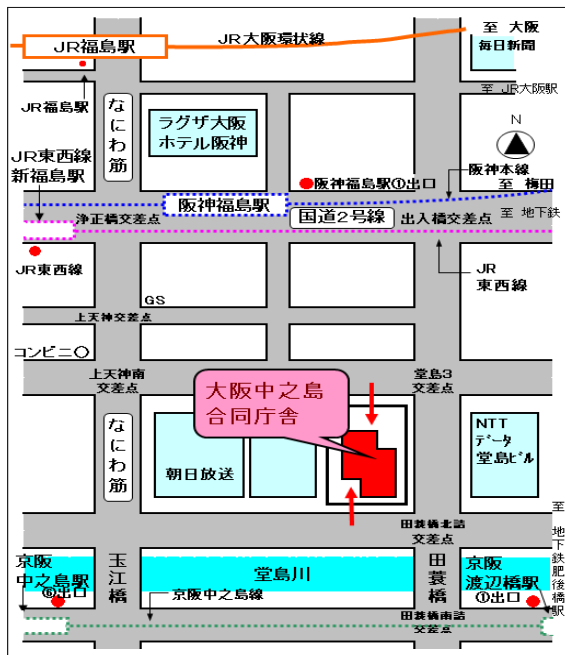 JR福島駅
JR大阪環状線
至 大阪
毎日新聞
至 JR大阪駅
JR福島駅
なにわ筋
ラグザ大阪
ホテル阪神
N
JR東西線
新福島駅
阪神福島駅①出口
阪神本線
至 梅田
阪神福島駅
浄正橋交差点
国道2号線
出入橋交差点
至 地下鉄
JR東西線
JR
東西線
GS
上天神交差点
コンビニ〇
上天神南
交差点
堂島3
交差点
大阪中之島
合同庁舎
なにわ筋
朝日放送
NTT
データ
堂島ビル
田蓑橋北詰
交差点
至 地下鉄肥後橋駅
京阪
中之島駅
⑥出口
玉江橋
堂島川
田蓑橋
京阪
渡辺橋駅
①出口
京阪中之島線
田蓑橋南詰
交差点